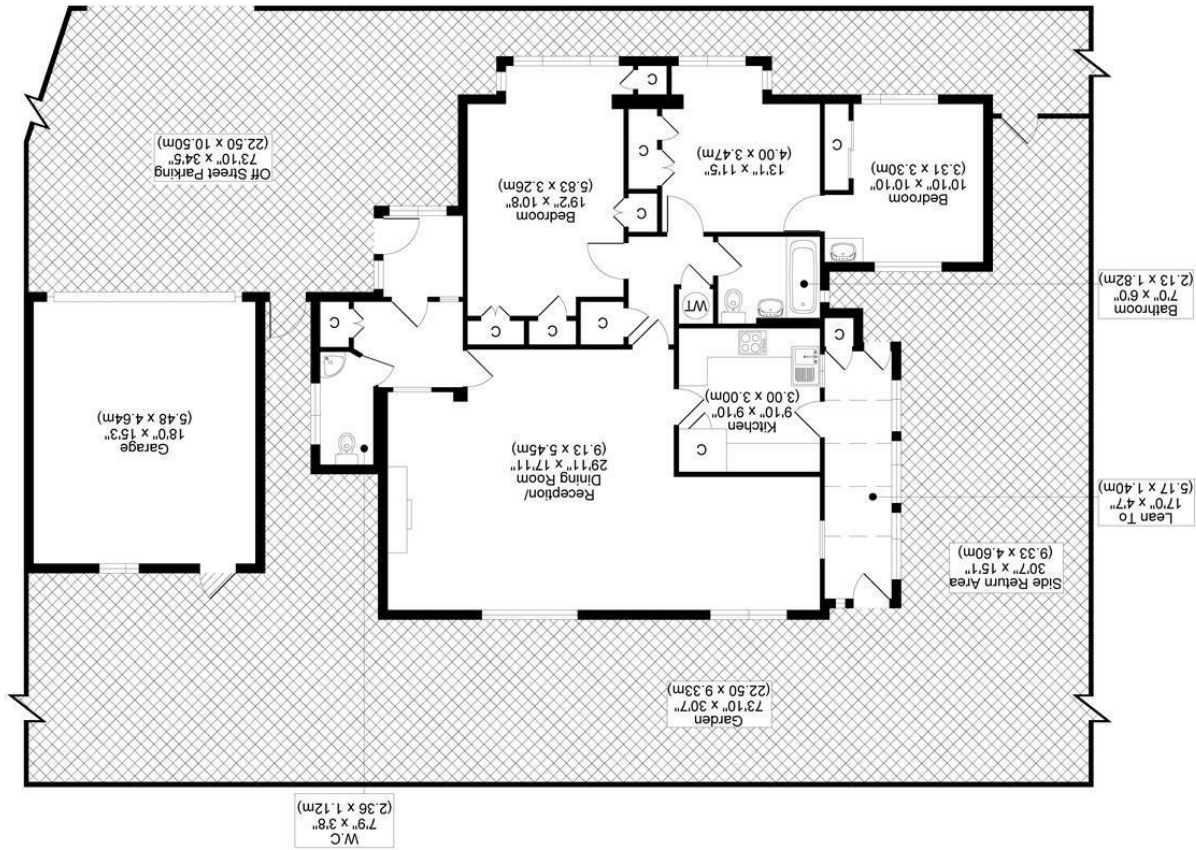 W.C
7'9" x 3'8"
(2.36 x 1.12m)
Garden
73'10" x 30'7"
(22.50 x 9.33m)
Side Return Area
30'7" x 15'1"
(9.33 x 4.60m)
Lean To
17'0" x 4'7"
(5.17 x 1.40m)
Reception/
Dining Room
29'11" x 17'11"
(9.13 x 5.45m)
C
Kitchen
9'10" x 9'10"
(3.00 x 3.00m)
Garage
18'0" x 15'3"
(5.48 x 4.64m)
C
C
C
C
C
WT
Bathroom
7'0" x 6'0"
(2.13 x 1.82m)
Bedroom
10'10" x 10'10"
(3.31 x 3.30m)
C
13'1" x 11'5"
(4.00 x 3.47m)
C
C
Bedroom
19'2" x 10'8"
(5.83 x 3.26m)
C
Off Street Parking
73'10" x 34'5"
(22.50 x 10.50m)